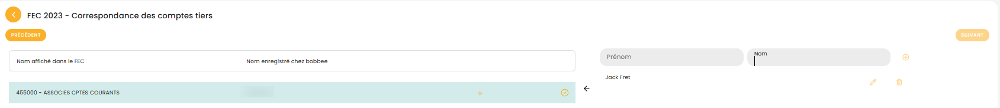 FEC 2023 - Correspondance des comptes tiers
PRÉCÉDENT
SUIVANT
Nom affiché dans le FEC
Nom enregistré chez bobbee
Prénom
Nom
Jack Fret
455000 - ASSOCIES CPTES COURANTS